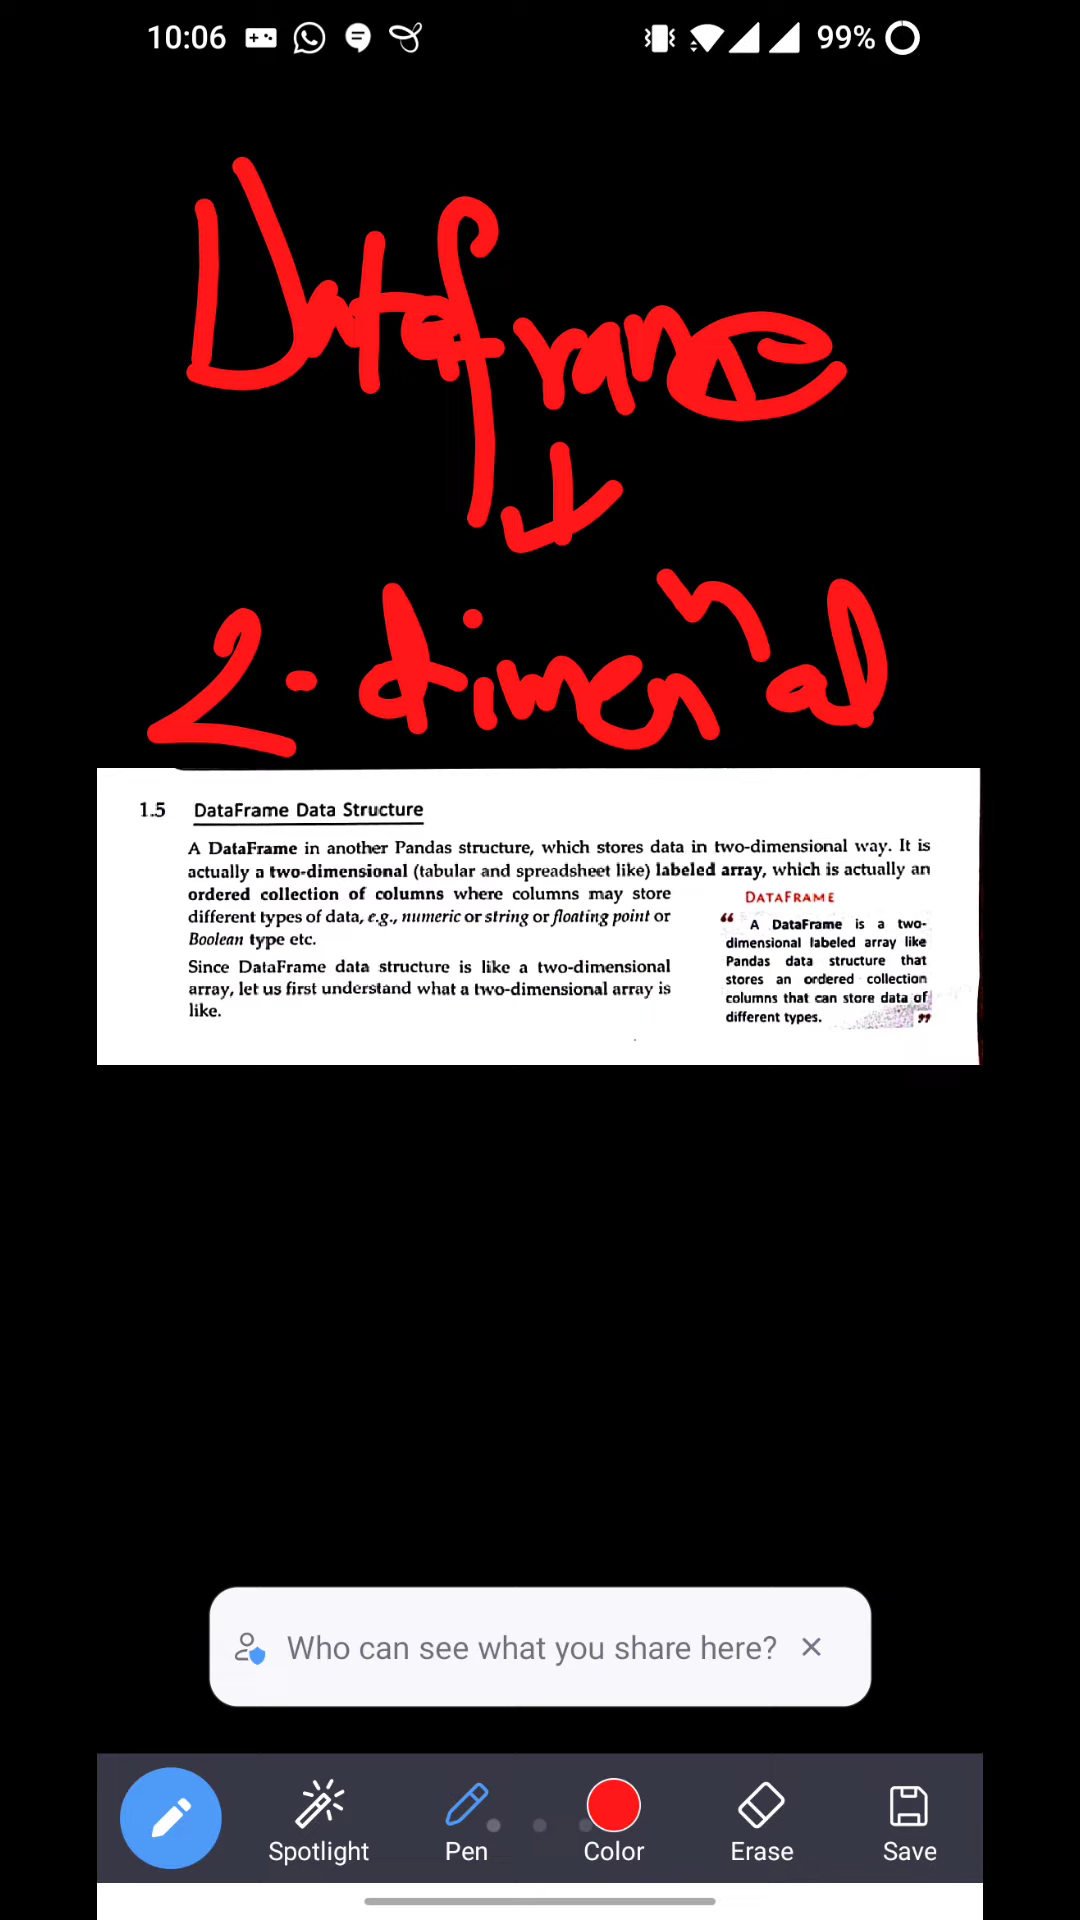 10:06
99%
Dataframe
2-dimennal
1.5 DataFrame Data Structure
A DataFrame in another Pandas structure, which stores data in two-dimensional way. It is
actually a two-dimensional (tabular and spreadsheet like) labeled array, which is actually an
ordered collection of columns where columns may store
different types of data, e.g., numeric or string or floating point or
Boolean type etc.
Since DataFrame data structure is like a two-dimensional
array, let us first understand what a two-dimensional array is
like.
DATAFRAME
“ A DataFrame is a two-
dimensional labeled array like
Pandas data structure that
stores an ordered collection
columns that can store data of
different types. ”
Who can see what you share here?
Spotlight
Pen
Color
Erase
Save